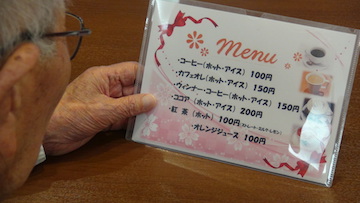 Menu
・コーヒー(ホット・アイス) 100円
・カフェオレ(ホット・アイス) 150円
・ウィンナーコーヒー(ホット・アイス) 150円
・ココア (ホット・アイス) 200円
・紅 茶 (ホット) 100円
・オレンジジュース 100円